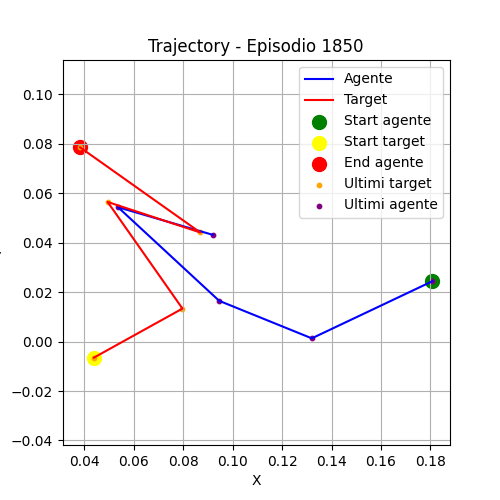 Trajectory - Episodio 1850
Agente
Target
Start agente
Start target
End agente
Ultimi target
Ultimi agente
0.10
0.08
0.06
0.04
0.02
0.00
−0.02
−0.04
0.04 0.06 0.08 0.10 0.12 0.14 0.16 0.18
X